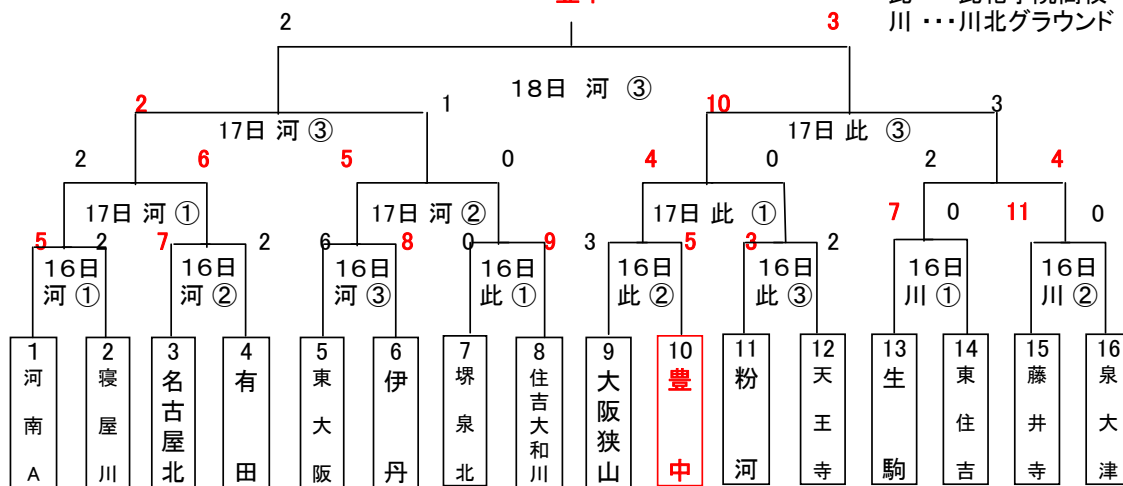 2
3
川 ・・・川北グラウンド
18日 河 ③
2
1
10
3
17日 河 ③
17日 此 ③
2
6
5
0
4
0
2
4
17日 河 ①
17日 河 ②
17日 此 ①
7
0
11
0
5
2
7
2
6
8
0
9
3
5
3
2
16日
河 ①
16日
河 ②
16日
河 ③
16日
此 ①
16日
此 ②
16日
此 ③
16日
川 ①
16日
川 ②
1
河南A
2
寝屋川
3
名古屋北
4
有田
5
東大阪
6
伊丹
7
堺泉北
8
住吉大和川
9
大阪狭山
10
豊中
11
粉河
12
天王寺
13
生駒
14
東住吉
15
藤井寺
16
泉大津